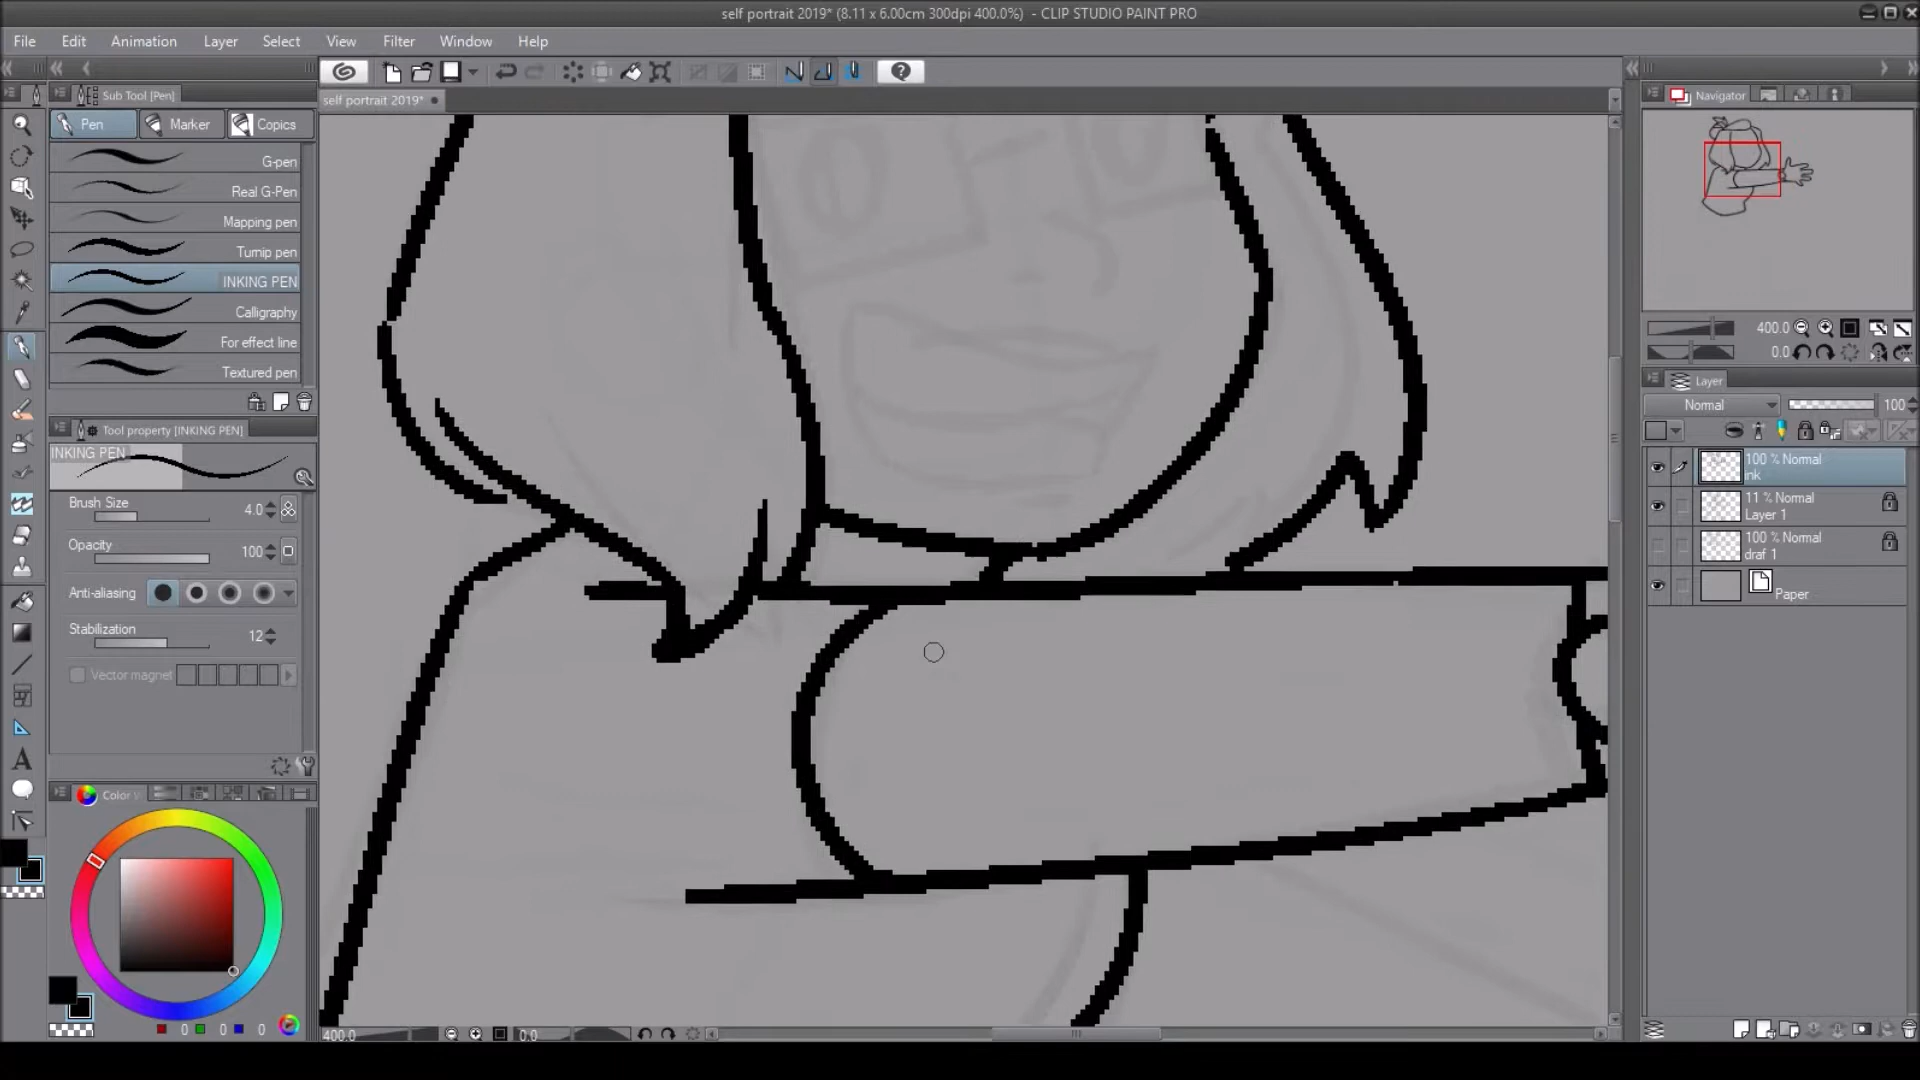 self portrait 2019* (8.11 x 6.00cm 300dpi 400.0%) - CLIP STUDIO PAINT PRO
File Edit Animation Layer Select View Filter Window Help
Sub Tool [Pen]
self portrait 2019*
Navigator
Pen Marker Copics
G-pen
Real G-Pen
Mapping pen
Turnip pen
INKING PEN
Calligraphy
For effect line
Textured pen
Tool property [INKING PEN]
INKING PEN
Brush Size 4.0
Opacity 100
Anti-aliasing
Stabilization 12
Vector magnet
Color
0 0 0
400.0 0.0
400.0
0.0
Layer
Normal 100
100 % Normal
ink
11 % Normal
Layer 1
100 % Normal
draf 1
Paper